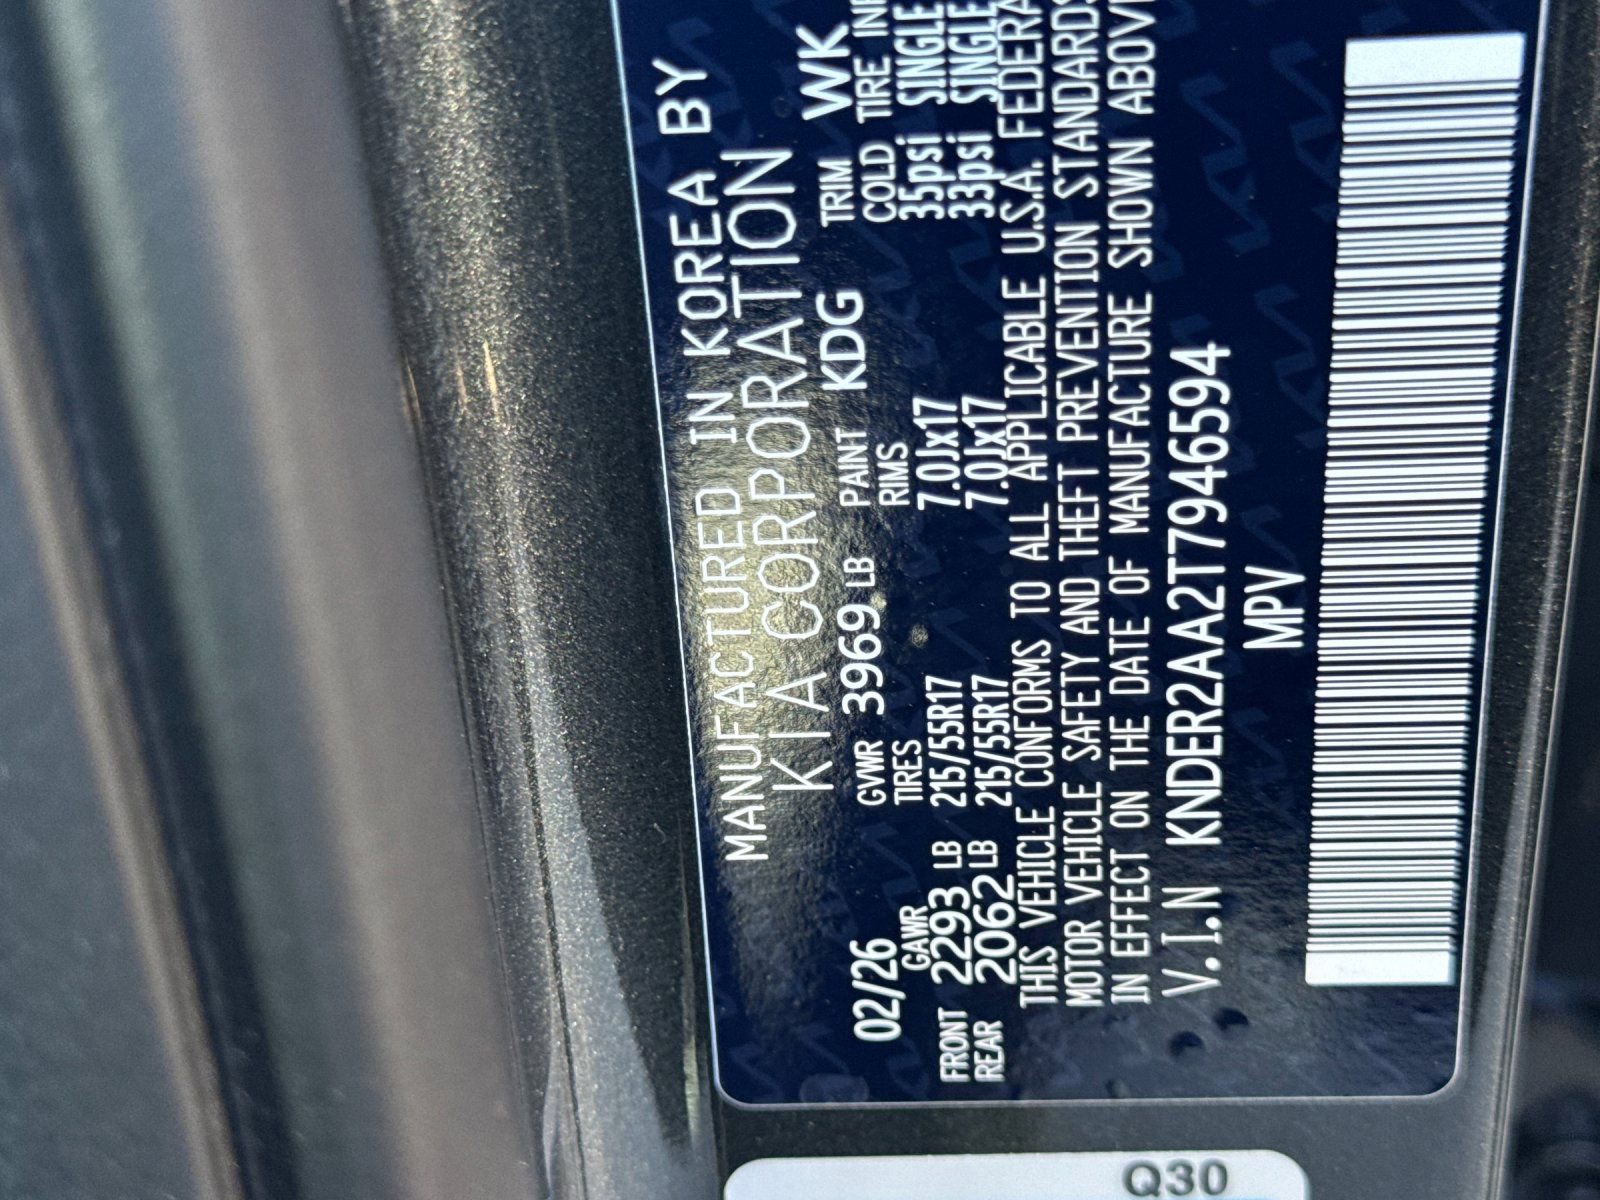 MANUFACTURED IN KOREA BY
KIA CORPORATION
02/26 GVWR 3969 LB PAINT KDG TRIM WK
GAWR TIRES RIMS COLD TIRE
FRONT 2293 LB 215/55R17 7.0Jx17 35psi SINGLE
REAR 2062 LB 215/55R17 7.0Jx17 33psi SINGLE
THIS VEHICLE CONFORMS TO ALL APPLICABLE U.S.A. FEDERA
MOTOR VEHICLE SAFETY AND THEFT PREVENTION STANDARDS
IN EFFECT ON THE DATE OF MANUFACTURE SHOWN ABOV
V.I.N KNDER2AA2T7946594
MPV
Q30